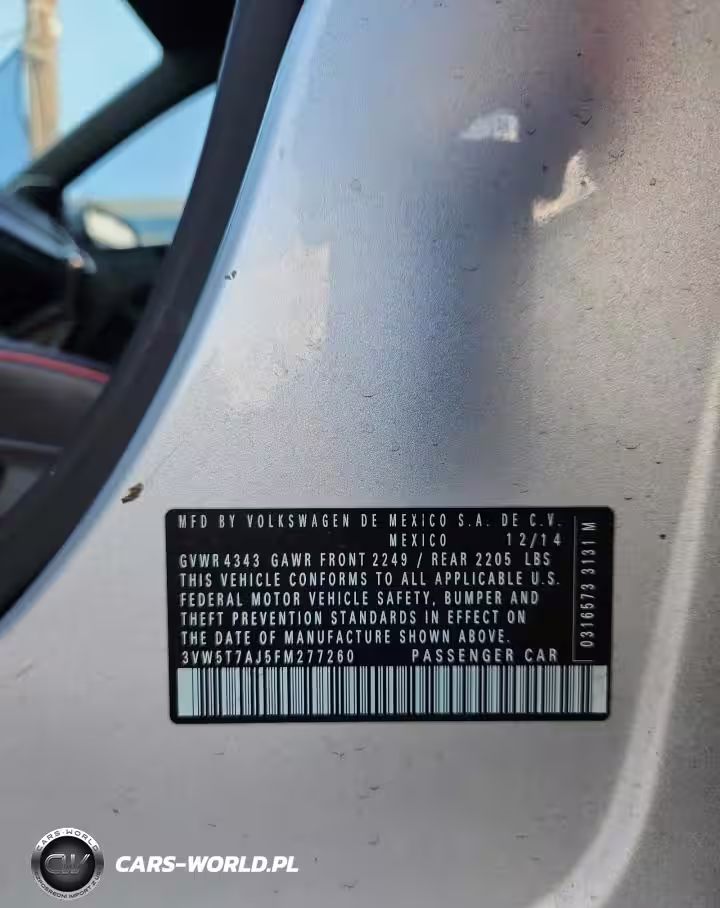 MFD BY VOLKSWAGEN DE MEXICO S.A. DE C.V.
MEXICO 12/14
GVWR 4343 GAWR FRONT 2249 / REAR 2205 LBS
THIS VEHICLE CONFORMS TO ALL APPLICABLE U.S.
FEDERAL MOTOR VEHICLE SAFETY, BUMPER AND
THEFT PREVENTION STANDARDS IN EFFECT ON
THE DATE OF MANUFACTURE SHOWN ABOVE.
3VW5T7AJ5FM277260 PASSENGER CAR
0316573 3131 M
CARS-WORLD
CW
CARS-WORLD.PL